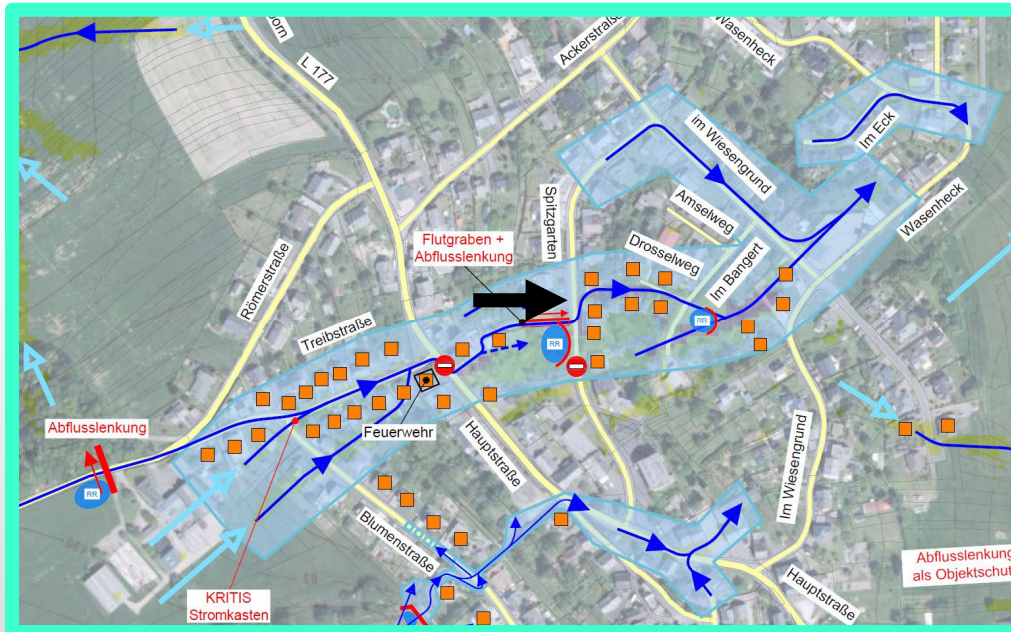 orn
L 177
Ackerstraße
Wasenheck
im Wiesengrund
Im Eck
Wasenheck
Amselweg
Spitzgarten
Drosselweg
Im Bangert
Flutgraben +
Abflusslenkung
Römerstraße
Treibstraße
RR
RR
Abflusslenkung
RR
Feuerwehr
Hauptstraße
Im Wiesengrund
Blumenstraße
KRITIS
Stromkasten
Hauptstraße
Abflusslenkung
als Objektschut